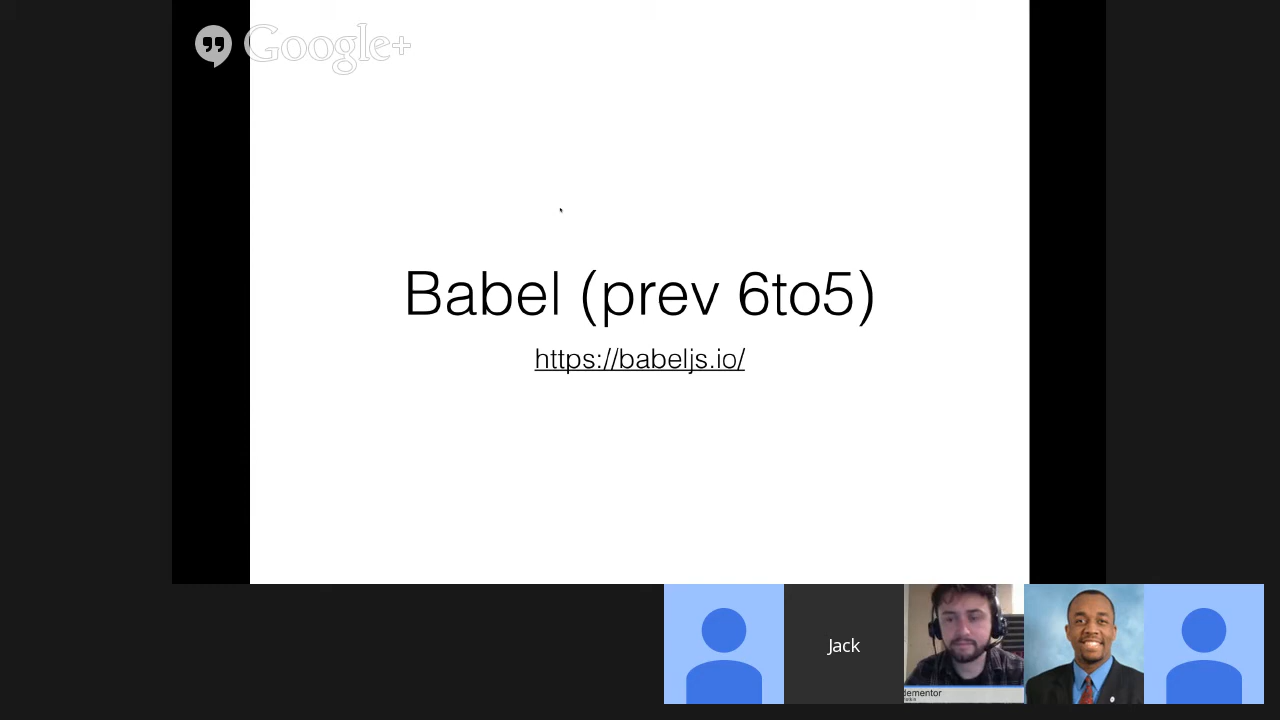 Google+
Babel (prev 6to5)
https://babeljs.io/
Jack
dementor